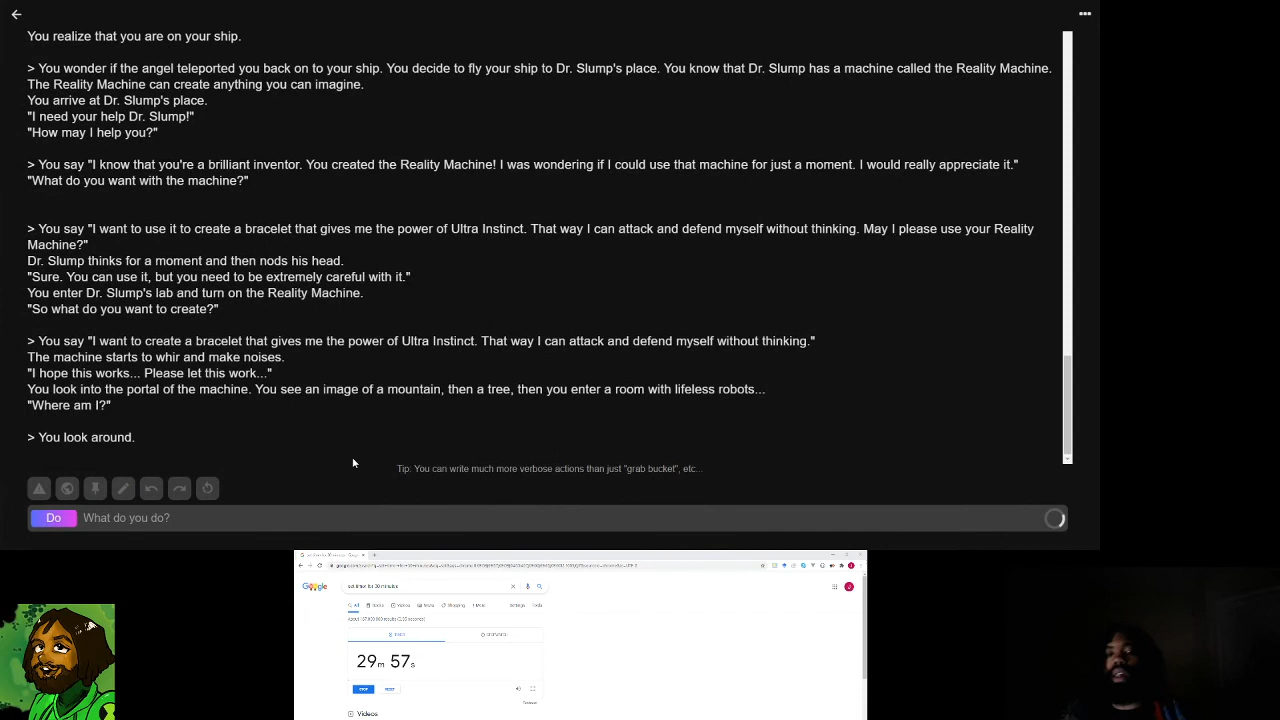 You realize that you are on your ship.
> You wonder if the angel teleported you back on to your ship. You decide to fly your ship to Dr. Slump's place. You know that Dr. Slump has a machine called the Reality Machine.
The Reality Machine can create anything you can imagine.
You arrive at Dr. Slump's place.
"I need your help Dr. Slump!"
"How may I help you?"
> You say "I know that you're a brilliant inventor. You created the Reality Machine! I was wondering if I could use that machine for just a moment. I would really appreciate it."
"What do you want with the machine?"
> You say "I want to use it to create a bracelet that gives me the power of Ultra Instinct. That way I can attack and defend myself without thinking. May I please use your Reality
Machine?"
Dr. Slump thinks for a moment and then nods his head.
"Sure. You can use it, but you need to be extremely careful with it."
You enter Dr. Slump's lab and turn on the Reality Machine.
"So what do you want to create?"
> You say "I want to create a bracelet that gives me the power of Ultra Instinct. That way I can attack and defend myself without thinking."
The machine starts to whir and make noises.
"I hope this works... Please let this work..."
You look into the portal of the machine. You see an image of a mountain, then a tree, then you enter a room with lifeless robots...
"Where am I?"
> You look around.
Tip: You can write much more verbose actions than just "grab bucket", etc...
Do What do you do?
Google
set timer for 30 minutes
All Videos Shopping More Settings Tools
29m 57s
STOP RESET
Videos